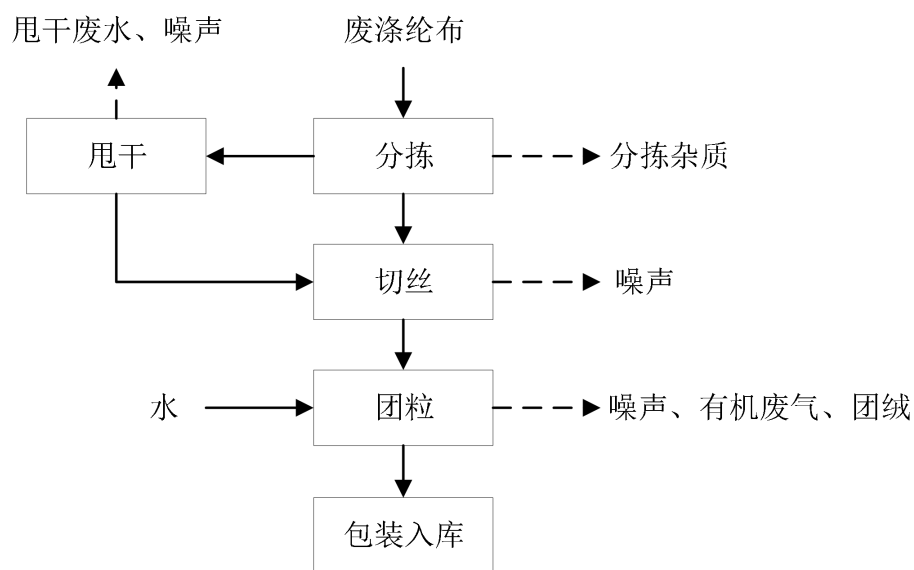 甩干废水、噪声
废涤纶布
甩干
分拣
分拣杂质
切丝
噪声
水
团粒
噪声、有机废气、团绒
包装入库